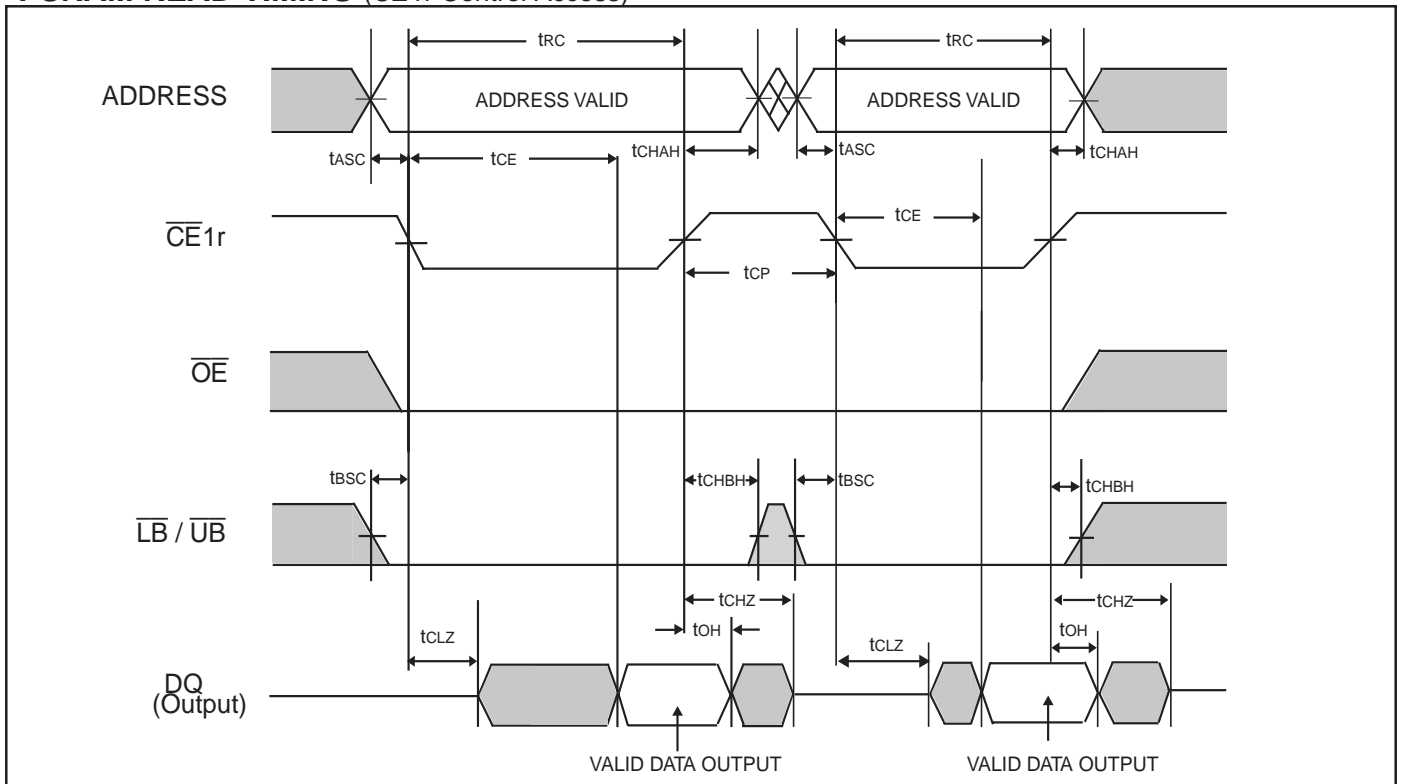 tRC tRC
ADDRESS ADDRESS VALID ADDRESS VALID
tASC tCE tCHAH tASC tCHAH
CE1r tCE
tCP
OE
tBSC tCHBH tBSC tCHBH
LB / UB
tCHZ tCHZ
tCLZ tOH tCLZ tOH
DQ
(Output)
VALID DATA OUTPUT VALID DATA OUTPUT